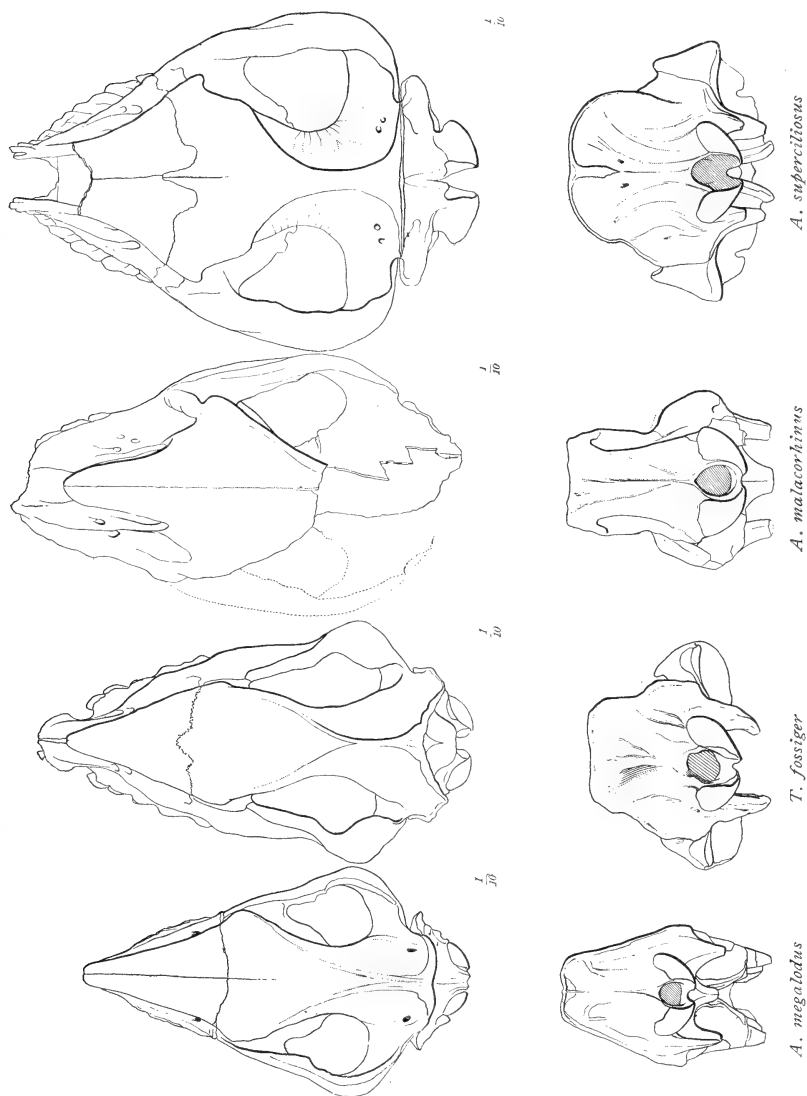 1/10
A. superciliosus
1/10
A. malacorhinus
1/10
T. fossiger
1/10
A. megalodus